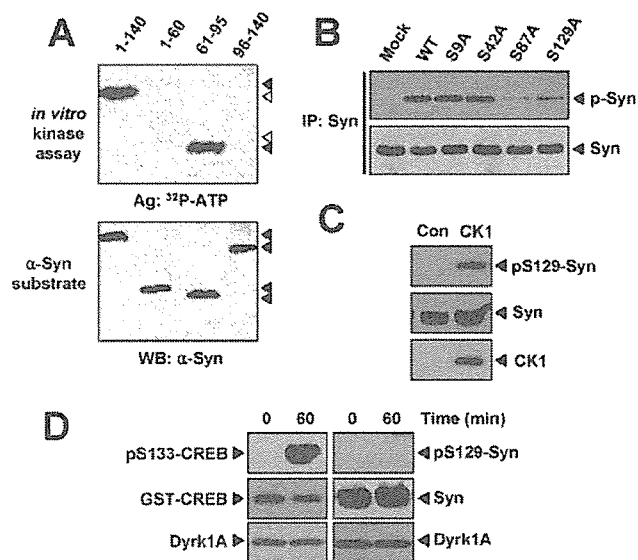 A
1-140 1-60 61-95 96-140
in vitro
kinase
assay
Ag: ³²P-ATP
α-Syn
substrate
WB: α-Syn
B
Mock WT S9A S42A S87A S129A
IP: Syn
p-Syn
Syn
C
Con CK1
pS129-Syn
Syn
CK1
D
0 60 0 60 Time (min)
pS133-CREB pS129-Syn
GST-CREB Syn
Dyrk1A Dyrk1A